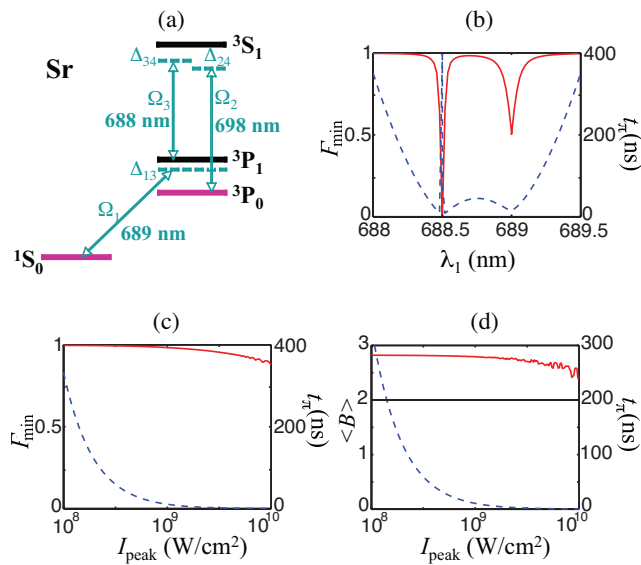 (a)
Sr
³S₁
Δ₃₄
Δ₂₄
Ω₃
688 nm
Ω₂
698 nm
³P₁
Δ₁₃
³P₀
Ω₁
689 nm
¹S₀
(b)
1
0.5
0
F_min
400
200
0
t_π(ns)
688
688.5
689
689.5
λ₁ (nm)
(c)
1
0.5
0
F_min
400
200
0
t_π(ns)
10⁸
10⁹
10¹⁰
I_peak (W/cm²)
(d)
3
2
1
0
<B>
300
200
100
0
t_π(ns)
10⁸
10⁹
10¹⁰
I_peak (W/cm²)